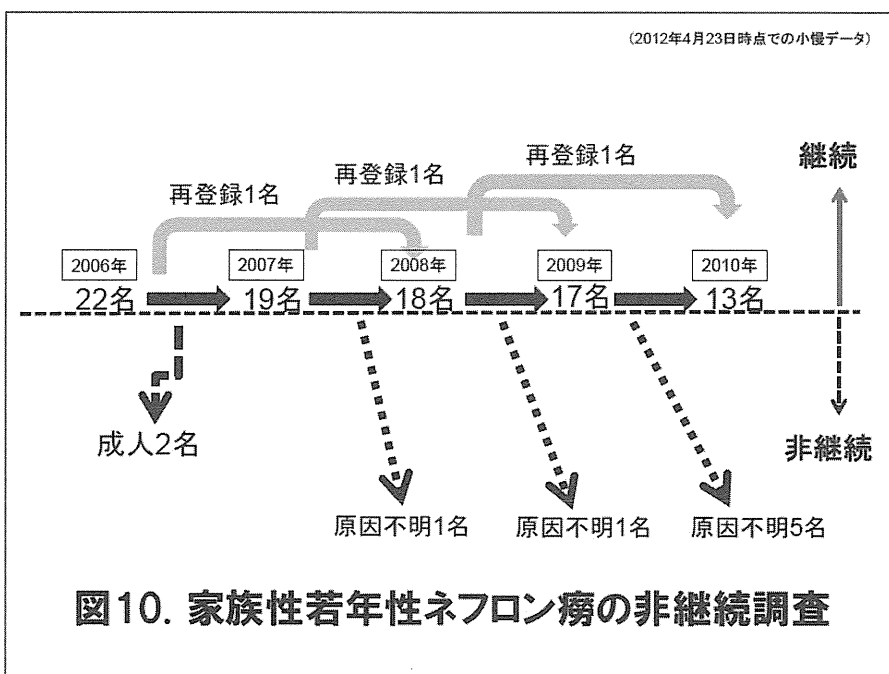 (2012年4月23日時点での小慢データ)
再登録1名
再登録1名
再登録1名
継続
2006年
2007年
2008年
2009年
2010年
22名
19名
18名
17名
13名
成人2名
非継続
原因不明1名
原因不明1名
原因不明5名
図10. 家族性若年性ネフロン癆の非継続調査